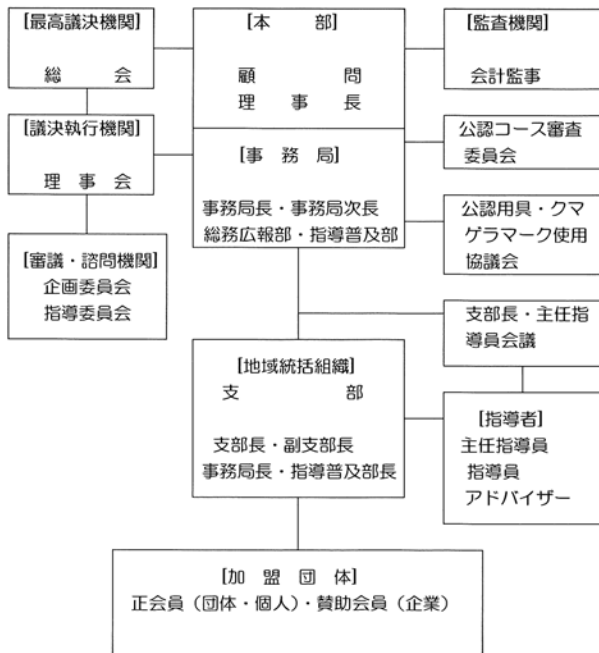 [最高議決機関]
総　　会
[議決執行機関]
理 事 会
[審議・諮問機関]
企画委員会
指導委員会
[本　部]
顧　　　問
理　事　長
[事　務　局]
事務局長・事務局次長
総務広報部・指導普及部
[監査機関]
会計監事
公認コース審査
委員会
公認用具・クマ
ゲラマーク使用
協議会
支部長・主任指
導員会議
[地域統括組織]
支　　　　部
支部長・副支部長
事務局長・指導普及部長
[指導者]
主任指導員
指導員
アドバイザー
[加　盟　団　体]
正会員（団体・個人）・賛助会員（企業）